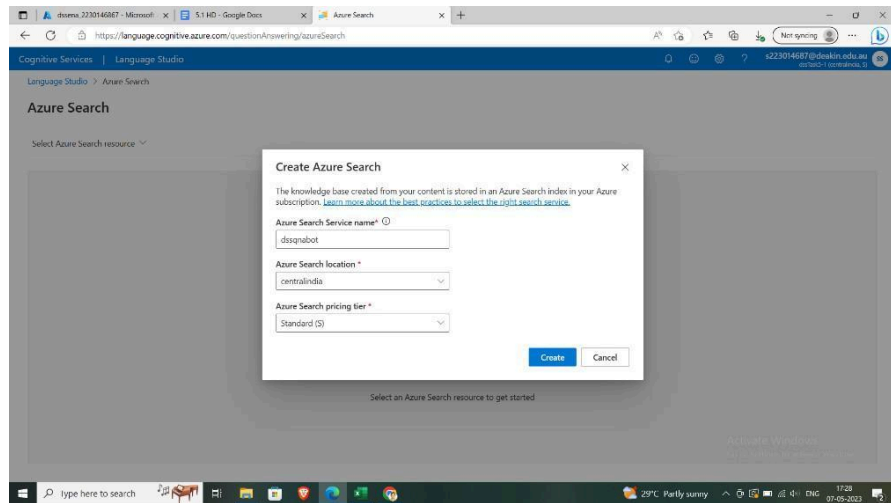 dssena_2230146867 - Microsoft
5.1 HD - Google Docs
Azure Search
https://language.cognitive.azure.com/questionAnswering/azureSearch
Not syncing
Cognitive Services | Language Studio
s223014687@deakin.edu.au
Language Studio > Azure Search
Azure Search
Select Azure Search resource
Create Azure Search
The knowledge base created from your content is stored in an Azure Search index in your Azure
subscription. Learn more about the best practices to select the right search service.
Azure Search Service name*
dssqnabot
Azure Search location *
centralindia
Azure Search pricing tier *
Standard (S)
Create Cancel
Select an Azure Search resource to get started
Activate Windows
Type here to search
29°C Partly sunny
ENG
17:28
07-05-2023